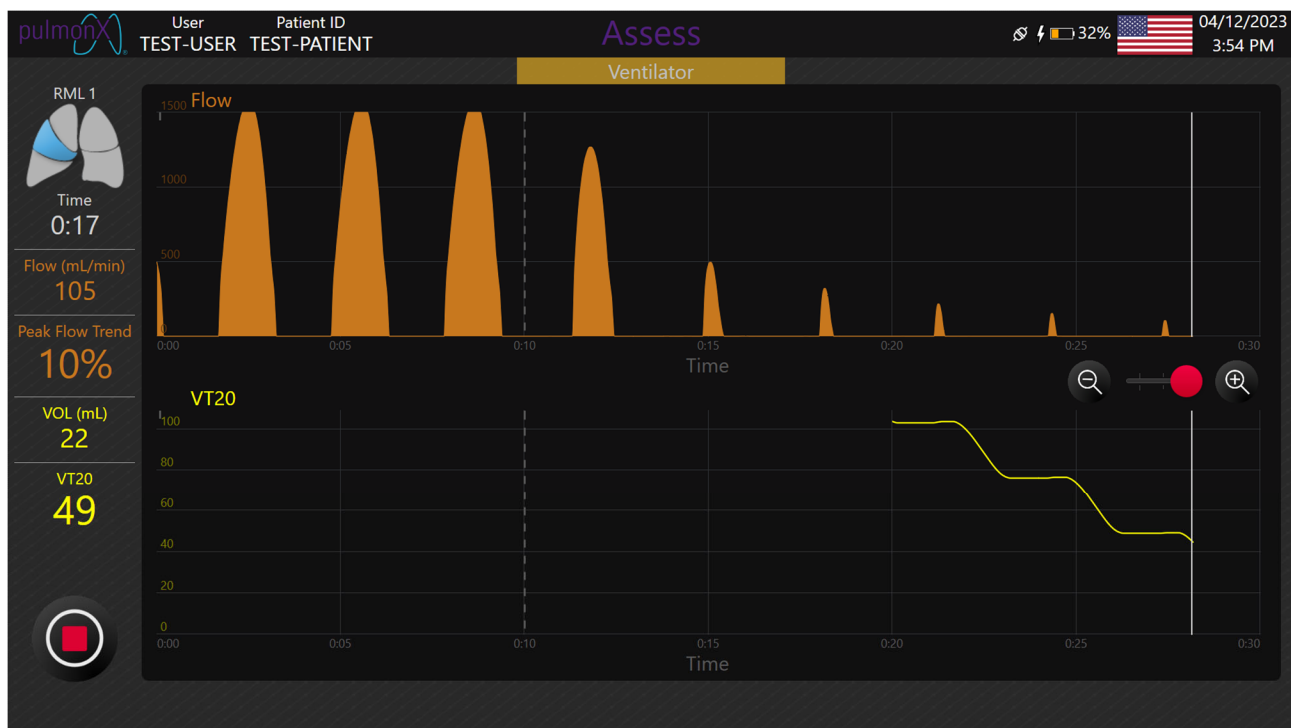 pulmonX
User
TEST-USER
Patient ID
TEST-PATIENT
Assess
32%
04/12/2023
3:54 PM
Ventilator
RML 1
Time
0:17
Flow (mL/min)
105
Peak Flow Trend
10%
VOL (mL)
22
VT20
49
Flow
1500
1000
500
0
0:00 0:05 0:10 0:15 0:20 0:25 0:30
Time
VT20
100
80
60
40
20
0
0:00 0:05 0:10 0:15 0:20 0:25 0:30
Time